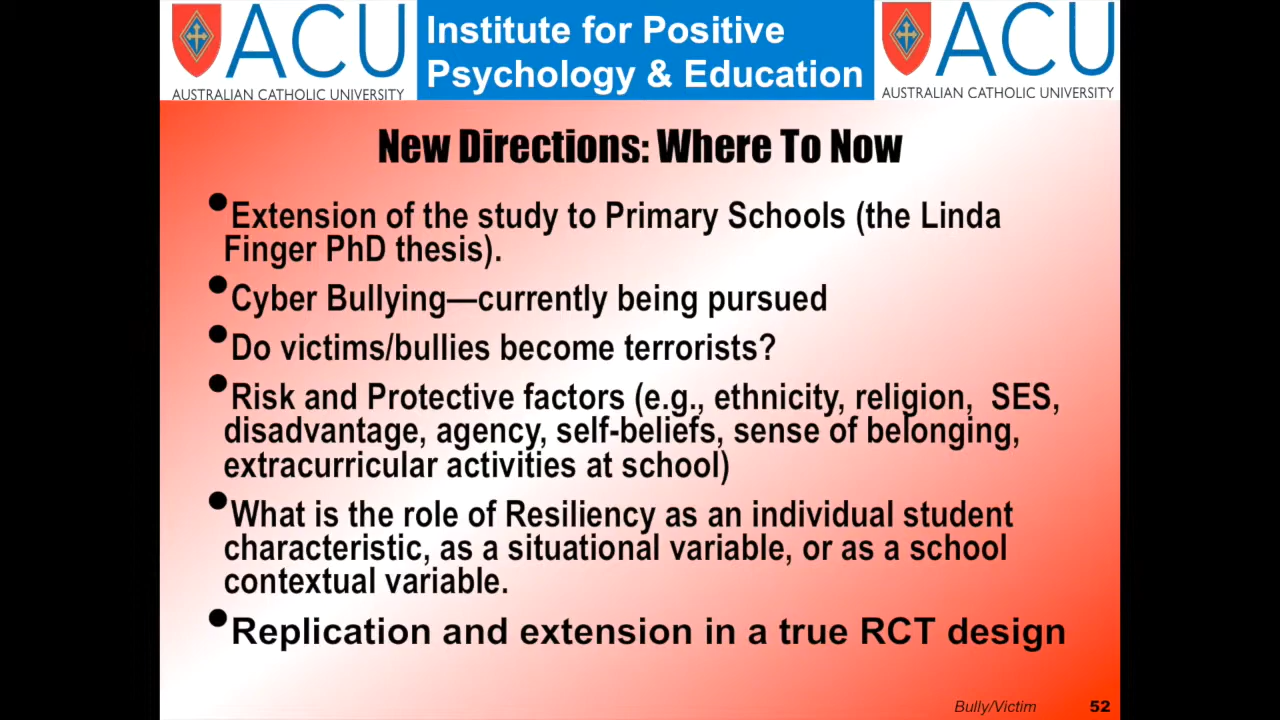 ACU
AUSTRALIAN CATHOLIC UNIVERSITY
Institute for Positive
Psychology & Education
ACU
AUSTRALIAN CATHOLIC UNIVERSITY
New Directions: Where To Now
•Extension of the study to Primary Schools (the Linda
Finger PhD thesis).
•Cyber Bullying—currently being pursued
•Do victims/bullies become terrorists?
•Risk and Protective factors (e.g., ethnicity, religion,  SES,
disadvantage, agency, self-beliefs, sense of belonging,
extracurricular activities at school)
•What is the role of Resiliency as an individual student
characteristic, as a situational variable, or as a school
contextual variable.
•Replication and extension in a true RCT design
Bully/Victim 52